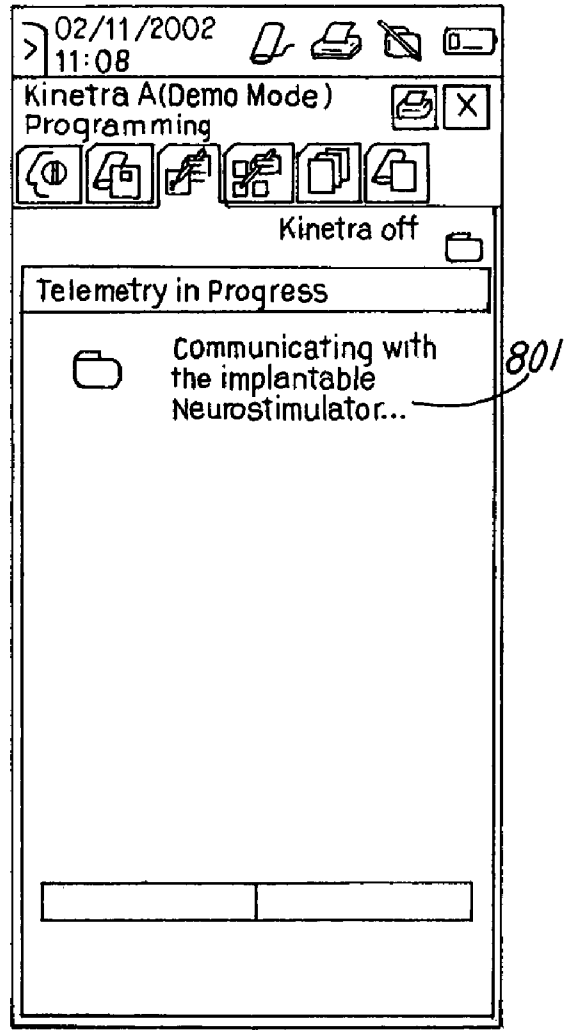 02/11/2002
11:08
Kinetra A(Demo Mode)
Programming
Kinetra off
Telemetry in Progress
Communicating with
the implantable
Neurostimulator...
801